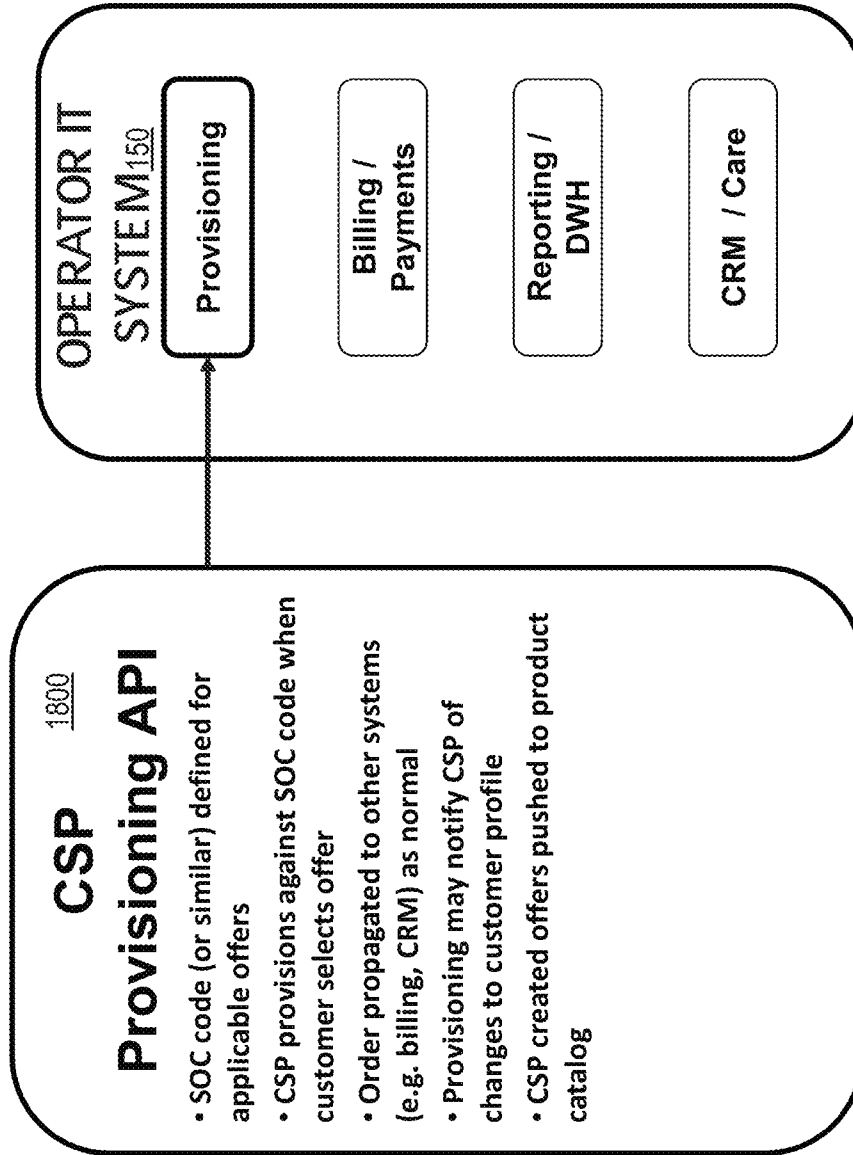 CSP
1800
Provisioning API
• SOC code (or similar) defined for
applicable offers
• CSP provisions against SOC code when
customer selects offer
• Order propagated to other systems
(e.g. billing, CRM) as normal
• Provisioning may notify CSP of
changes to customer profile
• CSP created offers pushed to product
catalog
OPERATOR IT
SYSTEM 150
Provisioning
Billing /
Payments
Reporting /
DWH
CRM / Care